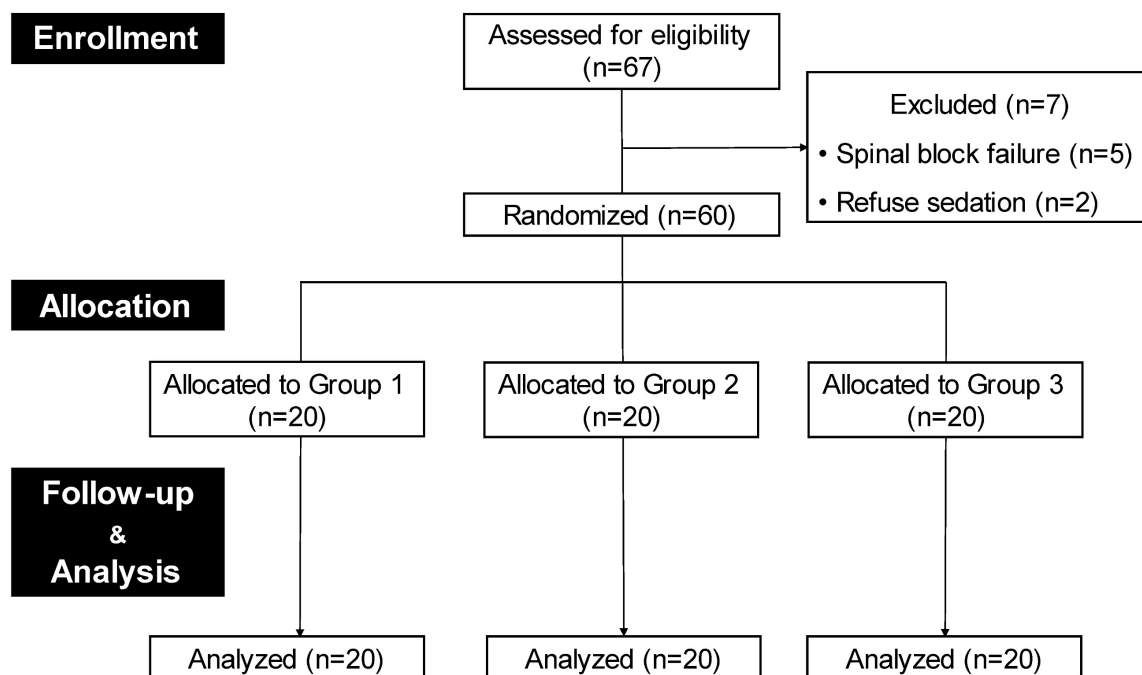 Enrollment
Assessed for eligibility
(n=67)
Excluded (n=7)
• Spinal block failure (n=5)
• Refuse sedation (n=2)
Randomized (n=60)
Allocation
Allocated to Group 1
(n=20)
Allocated to Group 2
(n=20)
Allocated to Group 3
(n=20)
Follow-up
&
Analysis
Analyzed (n=20)
Analyzed (n=20)
Analyzed (n=20)